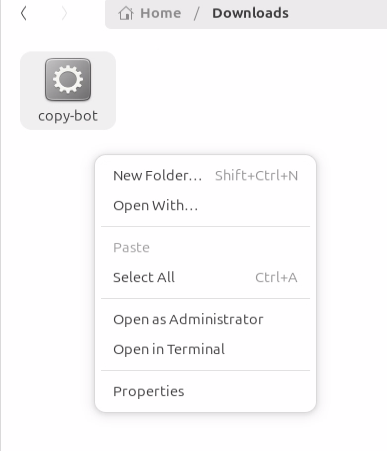 Home / Downloads
copy-bot
New Folder... Shift+Ctrl+N
Open With...
Paste
Select All Ctrl+A
Open as Administrator
Open in Terminal
Properties